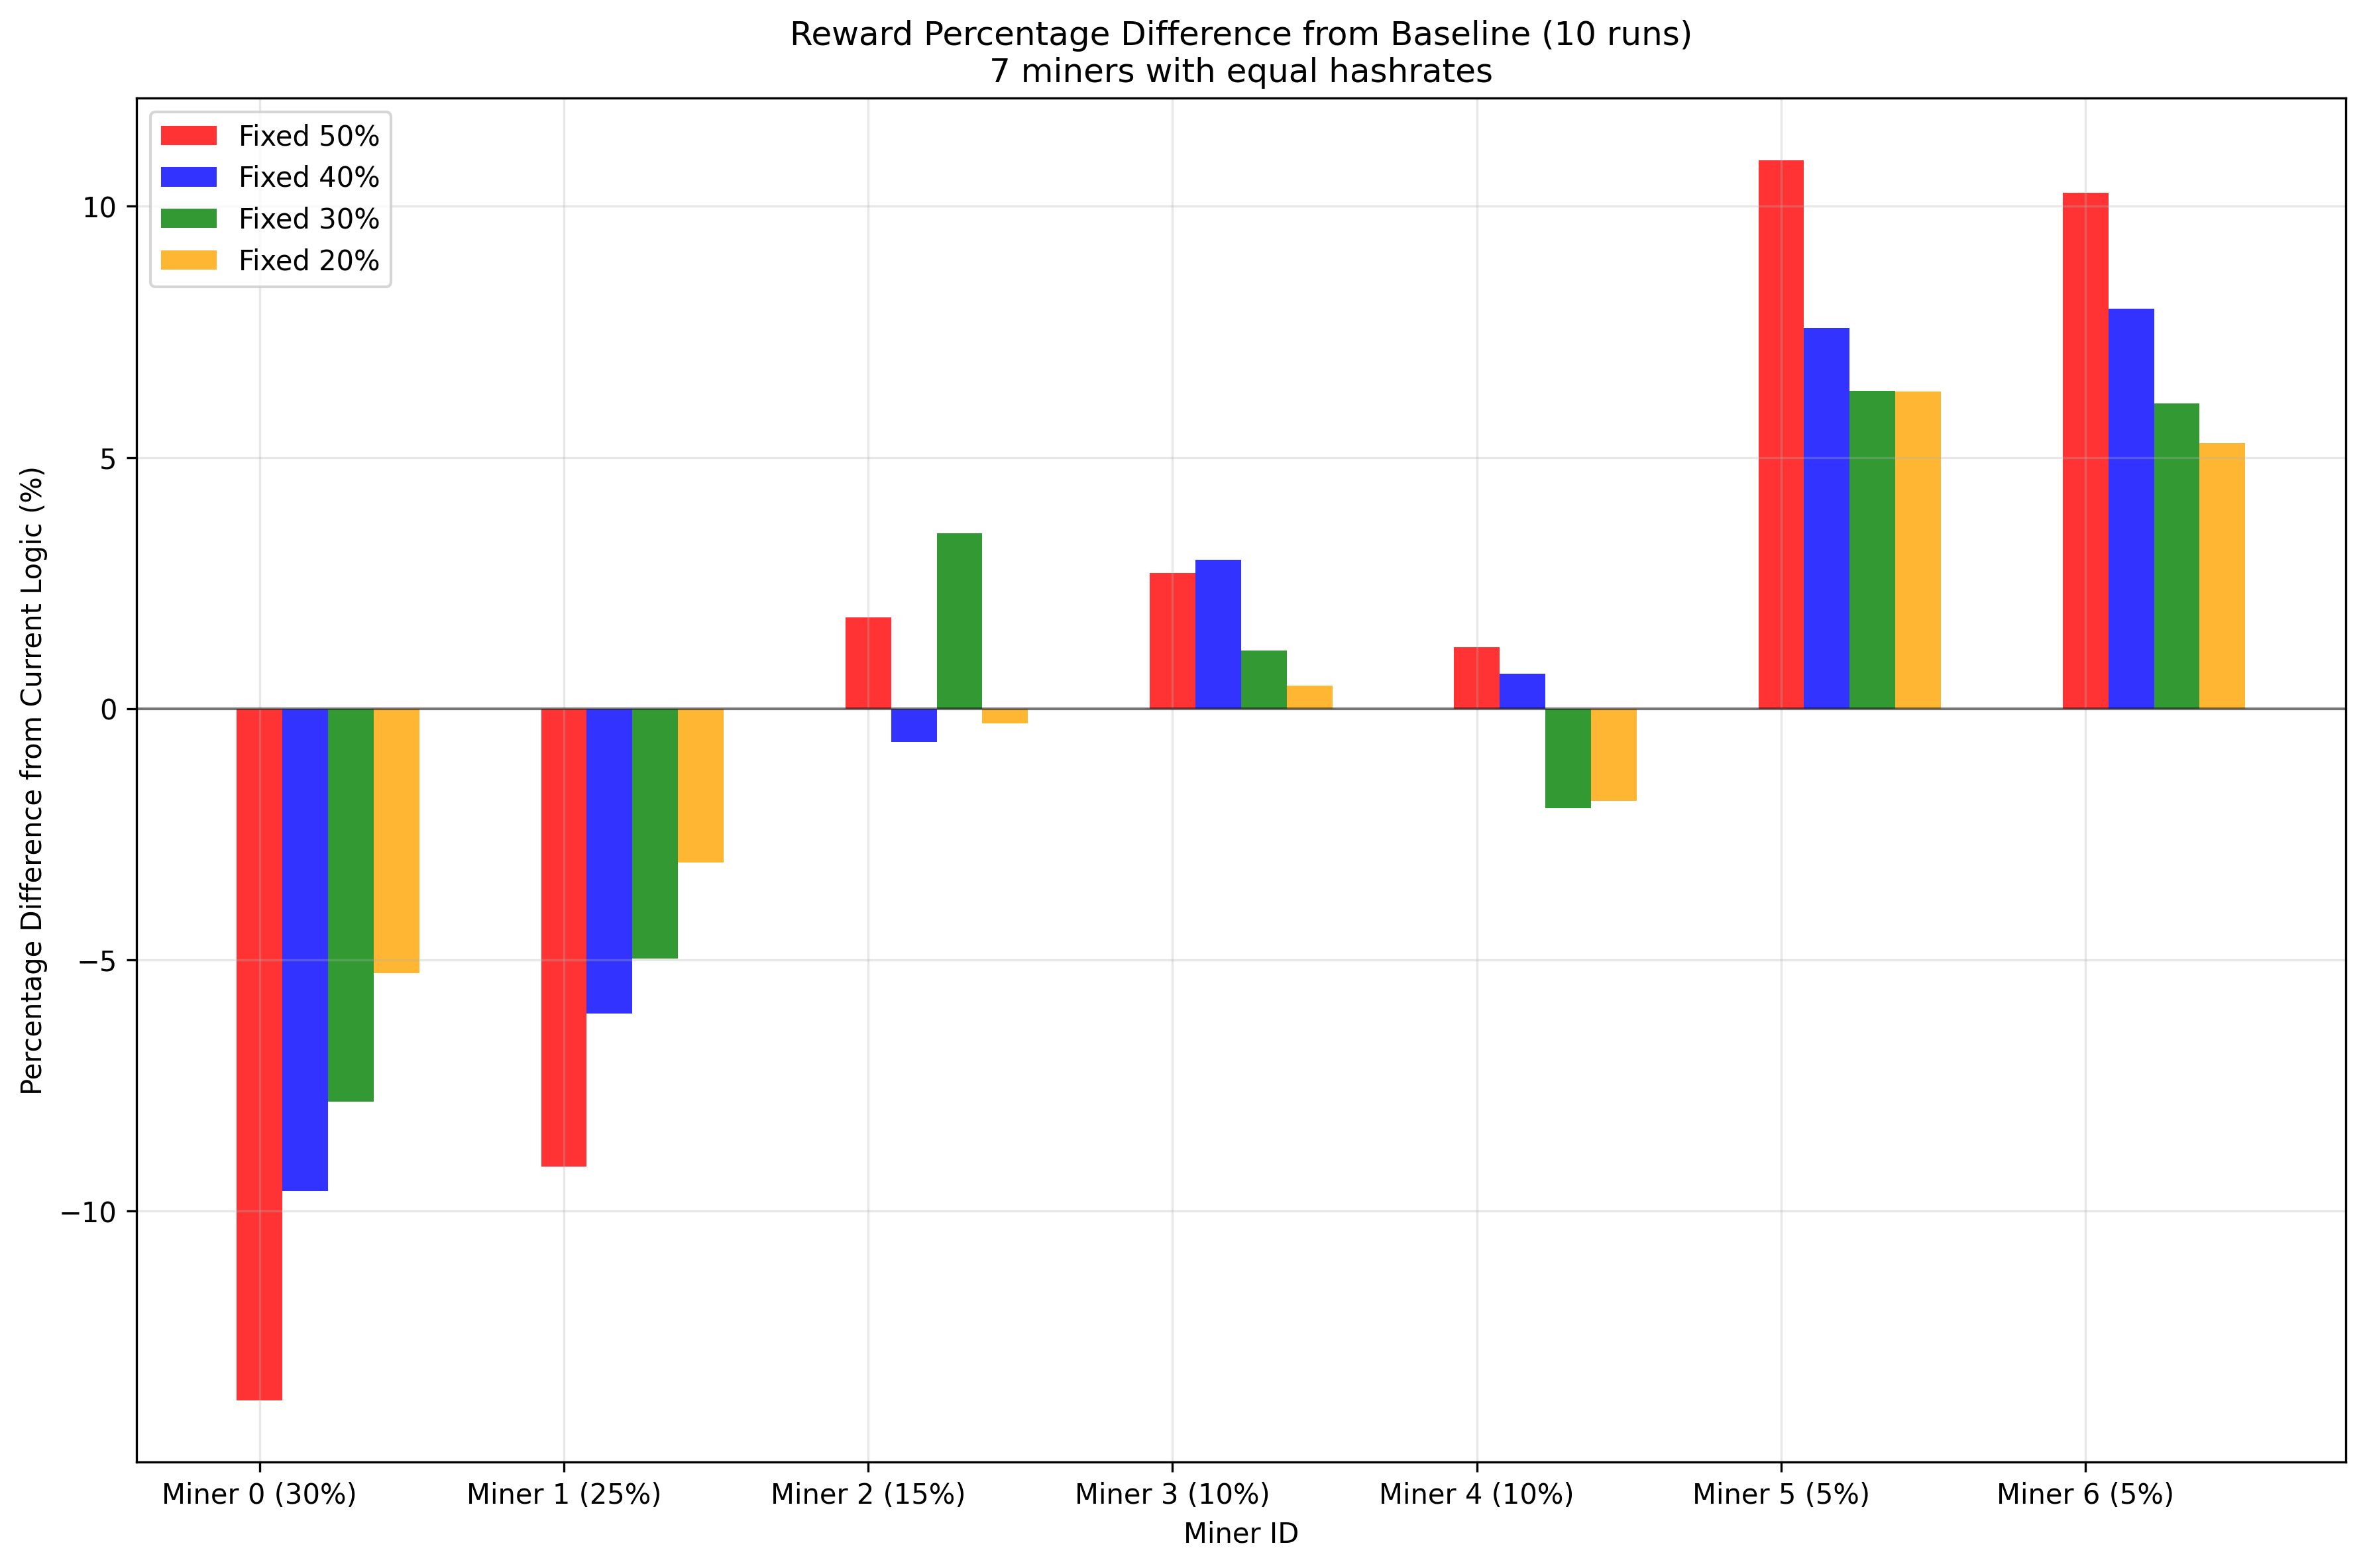 Reward Percentage Difference from Baseline (10 runs)
7 miners with equal hashrates
Fixed 50%
Fixed 40%
Fixed 30%
Fixed 20%
Percentage Difference from Current Logic (%)
10
5
0
−5
−10
Miner 0 (30%) Miner 1 (25%) Miner 2 (15%) Miner 3 (10%) Miner 4 (10%) Miner 5 (5%) Miner 6 (5%)
Miner ID